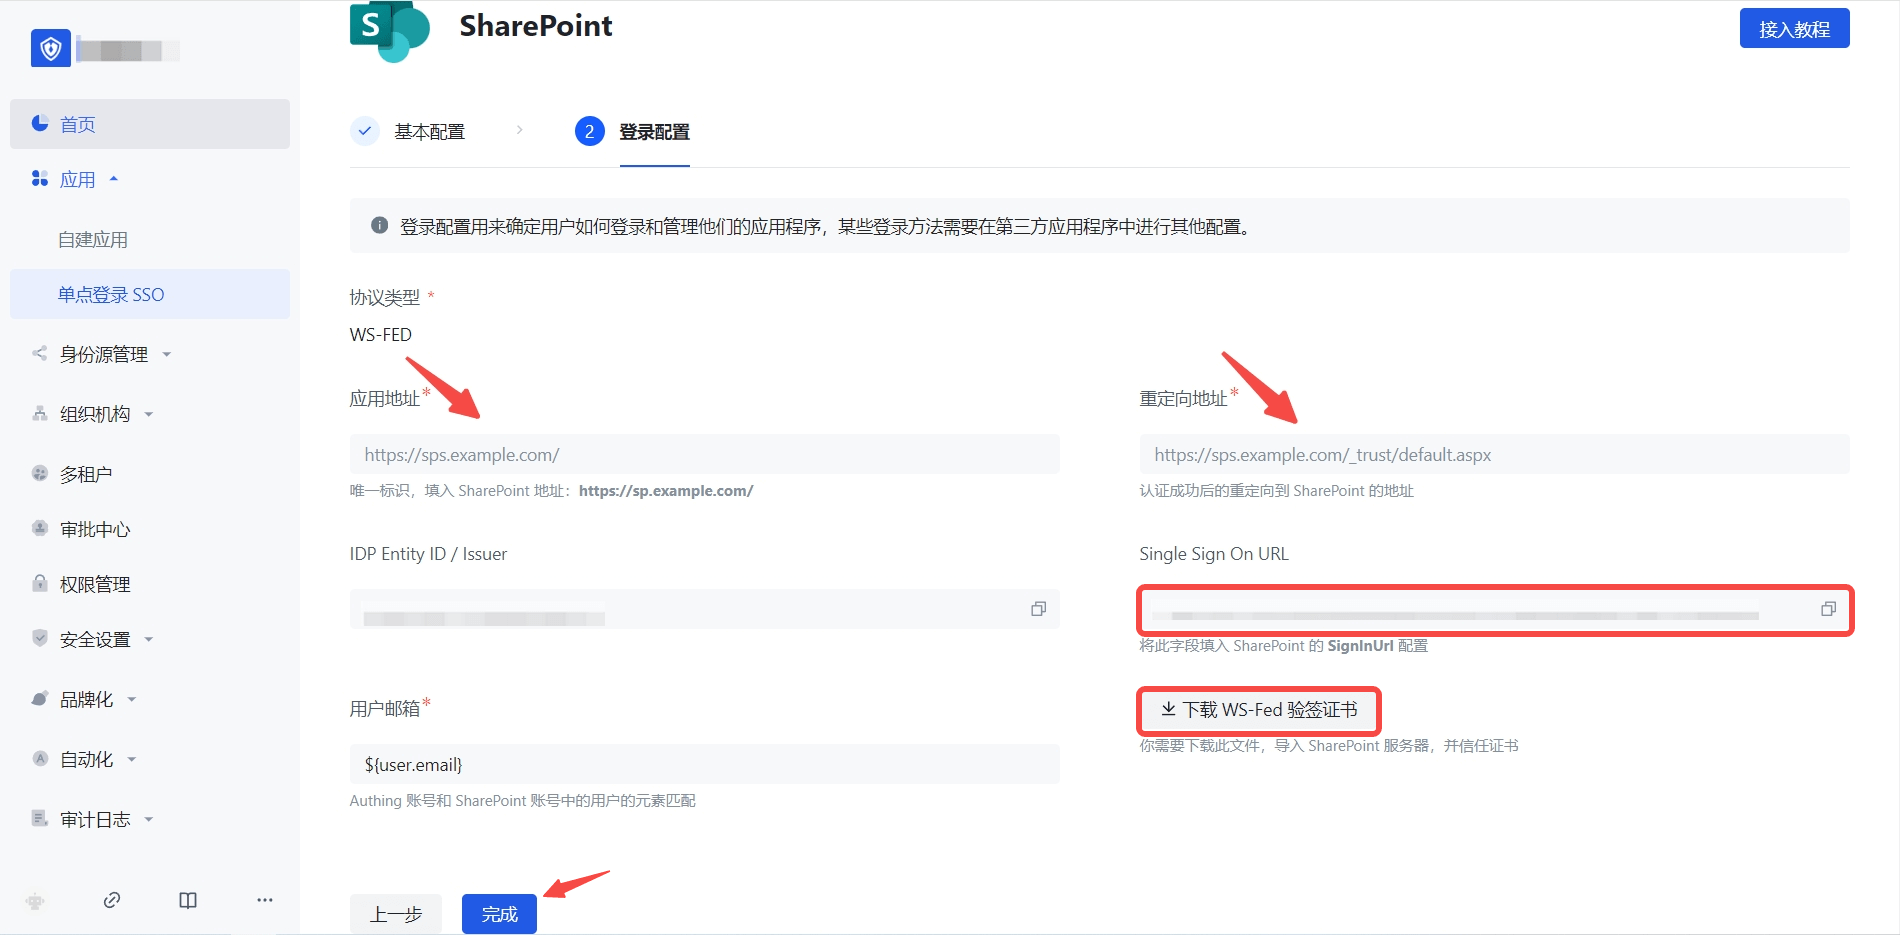 SharePoint
接入教程
首页
应用
自建应用
单点登录 SSO
身份源管理
组织机构
多租户
审批中心
权限管理
安全设置
品牌化
自动化
审计日志
基本配置
2
登录配置
登录配置用来确定用户如何登录和管理他们的应用程序，某些登录方法需要在第三方应用程序中进行其他配置。
协议类型 *
WS-FED
应用地址*
https://sps.example.com/
唯一标识，填入 SharePoint 地址：https://sp.example.com/
重定向地址*
https://sps.example.com/_trust/default.aspx
认证成功后的重定向到 SharePoint 的地址
IDP Entity ID / Issuer
Single Sign On URL
将此字段填入 SharePoint 的 SignInUrl 配置
用户邮箱*
${user.email}
Authing 账号和 SharePoint 账号中的用户的元素匹配
下载 WS-Fed 验签证书
你需要下载此文件，导入 SharePoint 服务器，并信任证书
上一步
完成